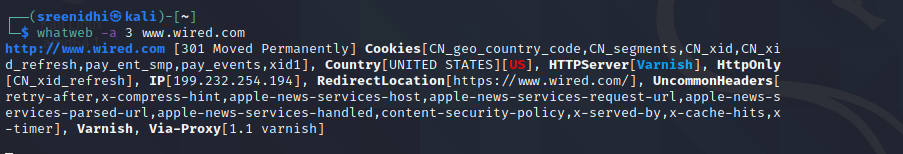 ┌──(sreenidhi㉿kali)-[~]
└─$ whatweb -a 3 www.wired.com
http://www.wired.com [301 Moved Permanently] Cookies[CN_geo_country_code,CN_segments,CN_xid,CN_xi
d_refresh,pay_ent_smp,pay_events,xid1], Country[UNITED STATES][US], HTTPServer[Varnish], HttpOnly
[CN_xid_refresh], IP[199.232.254.194], RedirectLocation[https://www.wired.com/], UncommonHeaders[
retry-after,x-compress-hint,apple-news-services-host,apple-news-services-request-url,apple-news-s
ervices-parsed-url,apple-news-services-handled,content-security-policy,x-served-by,x-cache-hits,x
-timer], Varnish, Via-Proxy[1.1 varnish]